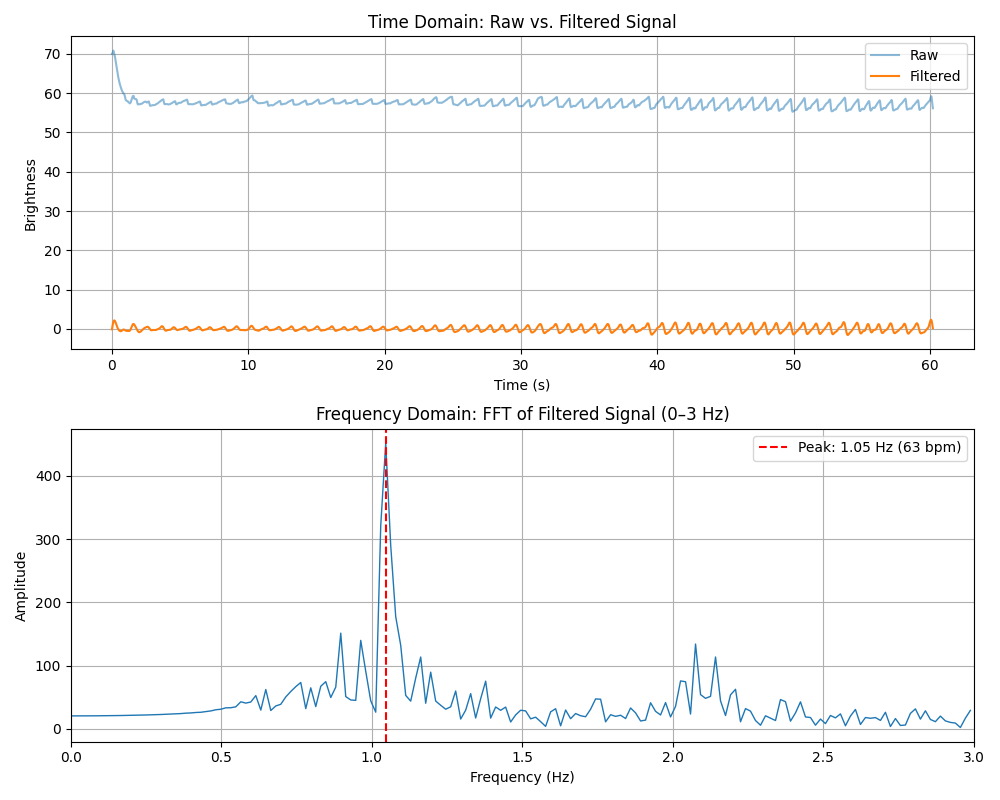 Time Domain: Raw vs. Filtered Signal
Brightness
70
60
50
40
30
20
10
0
Raw
Filtered
0 10 20 30 40 50 60
Time (s)
Frequency Domain: FFT of Filtered Signal (0–3 Hz)
Amplitude
400
300
200
100
0
Peak: 1.05 Hz (63 bpm)
0.0 0.5 1.0 1.5 2.0 2.5 3.0
Frequency (Hz)